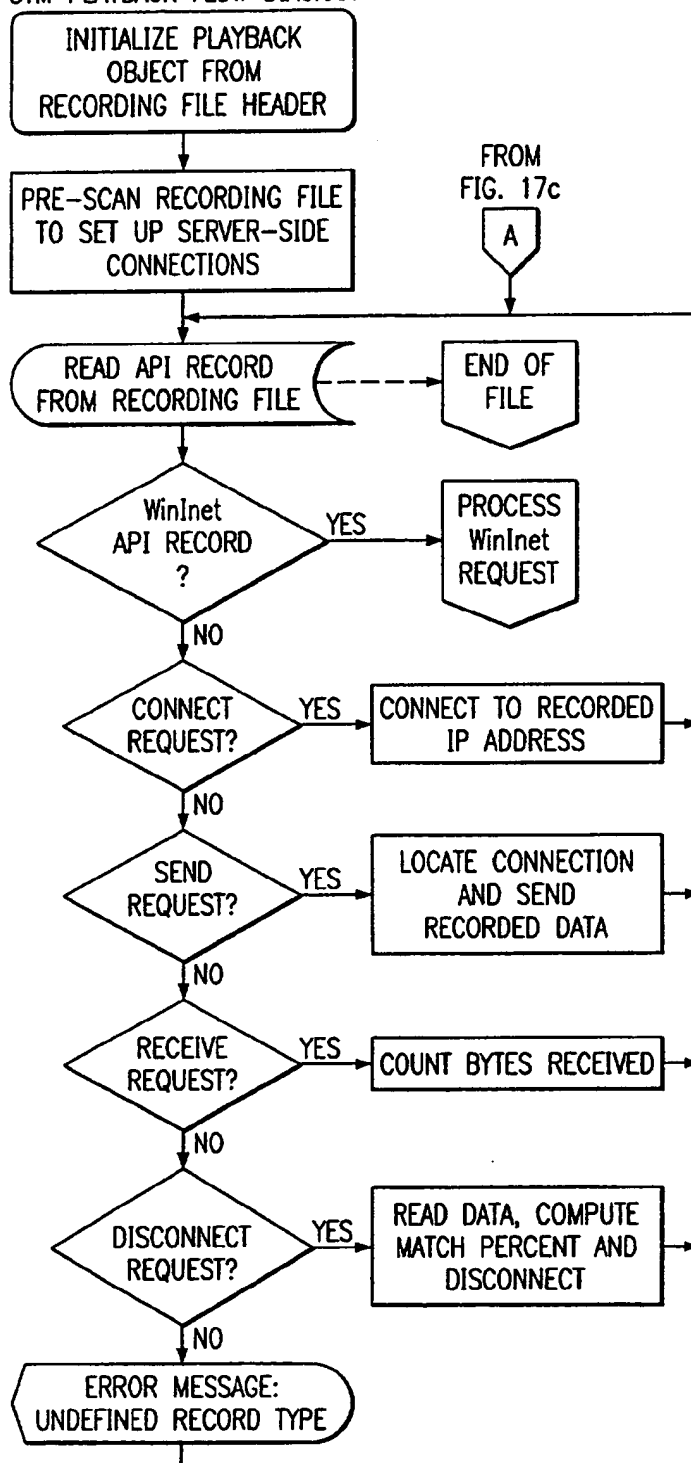 INITIALIZE PLAYBACK
OBJECT FROM
RECORDING FILE HEADER
PRE-SCAN RECORDING FILE
TO SET UP SERVER-SIDE
CONNECTIONS
FROM
FIG. 17c
A
READ API RECORD
FROM RECORDING FILE
END OF
FILE
WinInet
API RECORD
?
YES
PROCESS
WinInet
REQUEST
NO
CONNECT
REQUEST?
YES
CONNECT TO RECORDED
IP ADDRESS
NO
SEND
REQUEST?
YES
LOCATE CONNECTION
AND SEND
RECORDED DATA
NO
RECEIVE
REQUEST?
YES
COUNT BYTES RECEIVED
NO
DISCONNECT
REQUEST?
YES
READ DATA, COMPUTE
MATCH PERCENT AND
DISCONNECT
NO
ERROR MESSAGE:
UNDEFINED RECORD TYPE